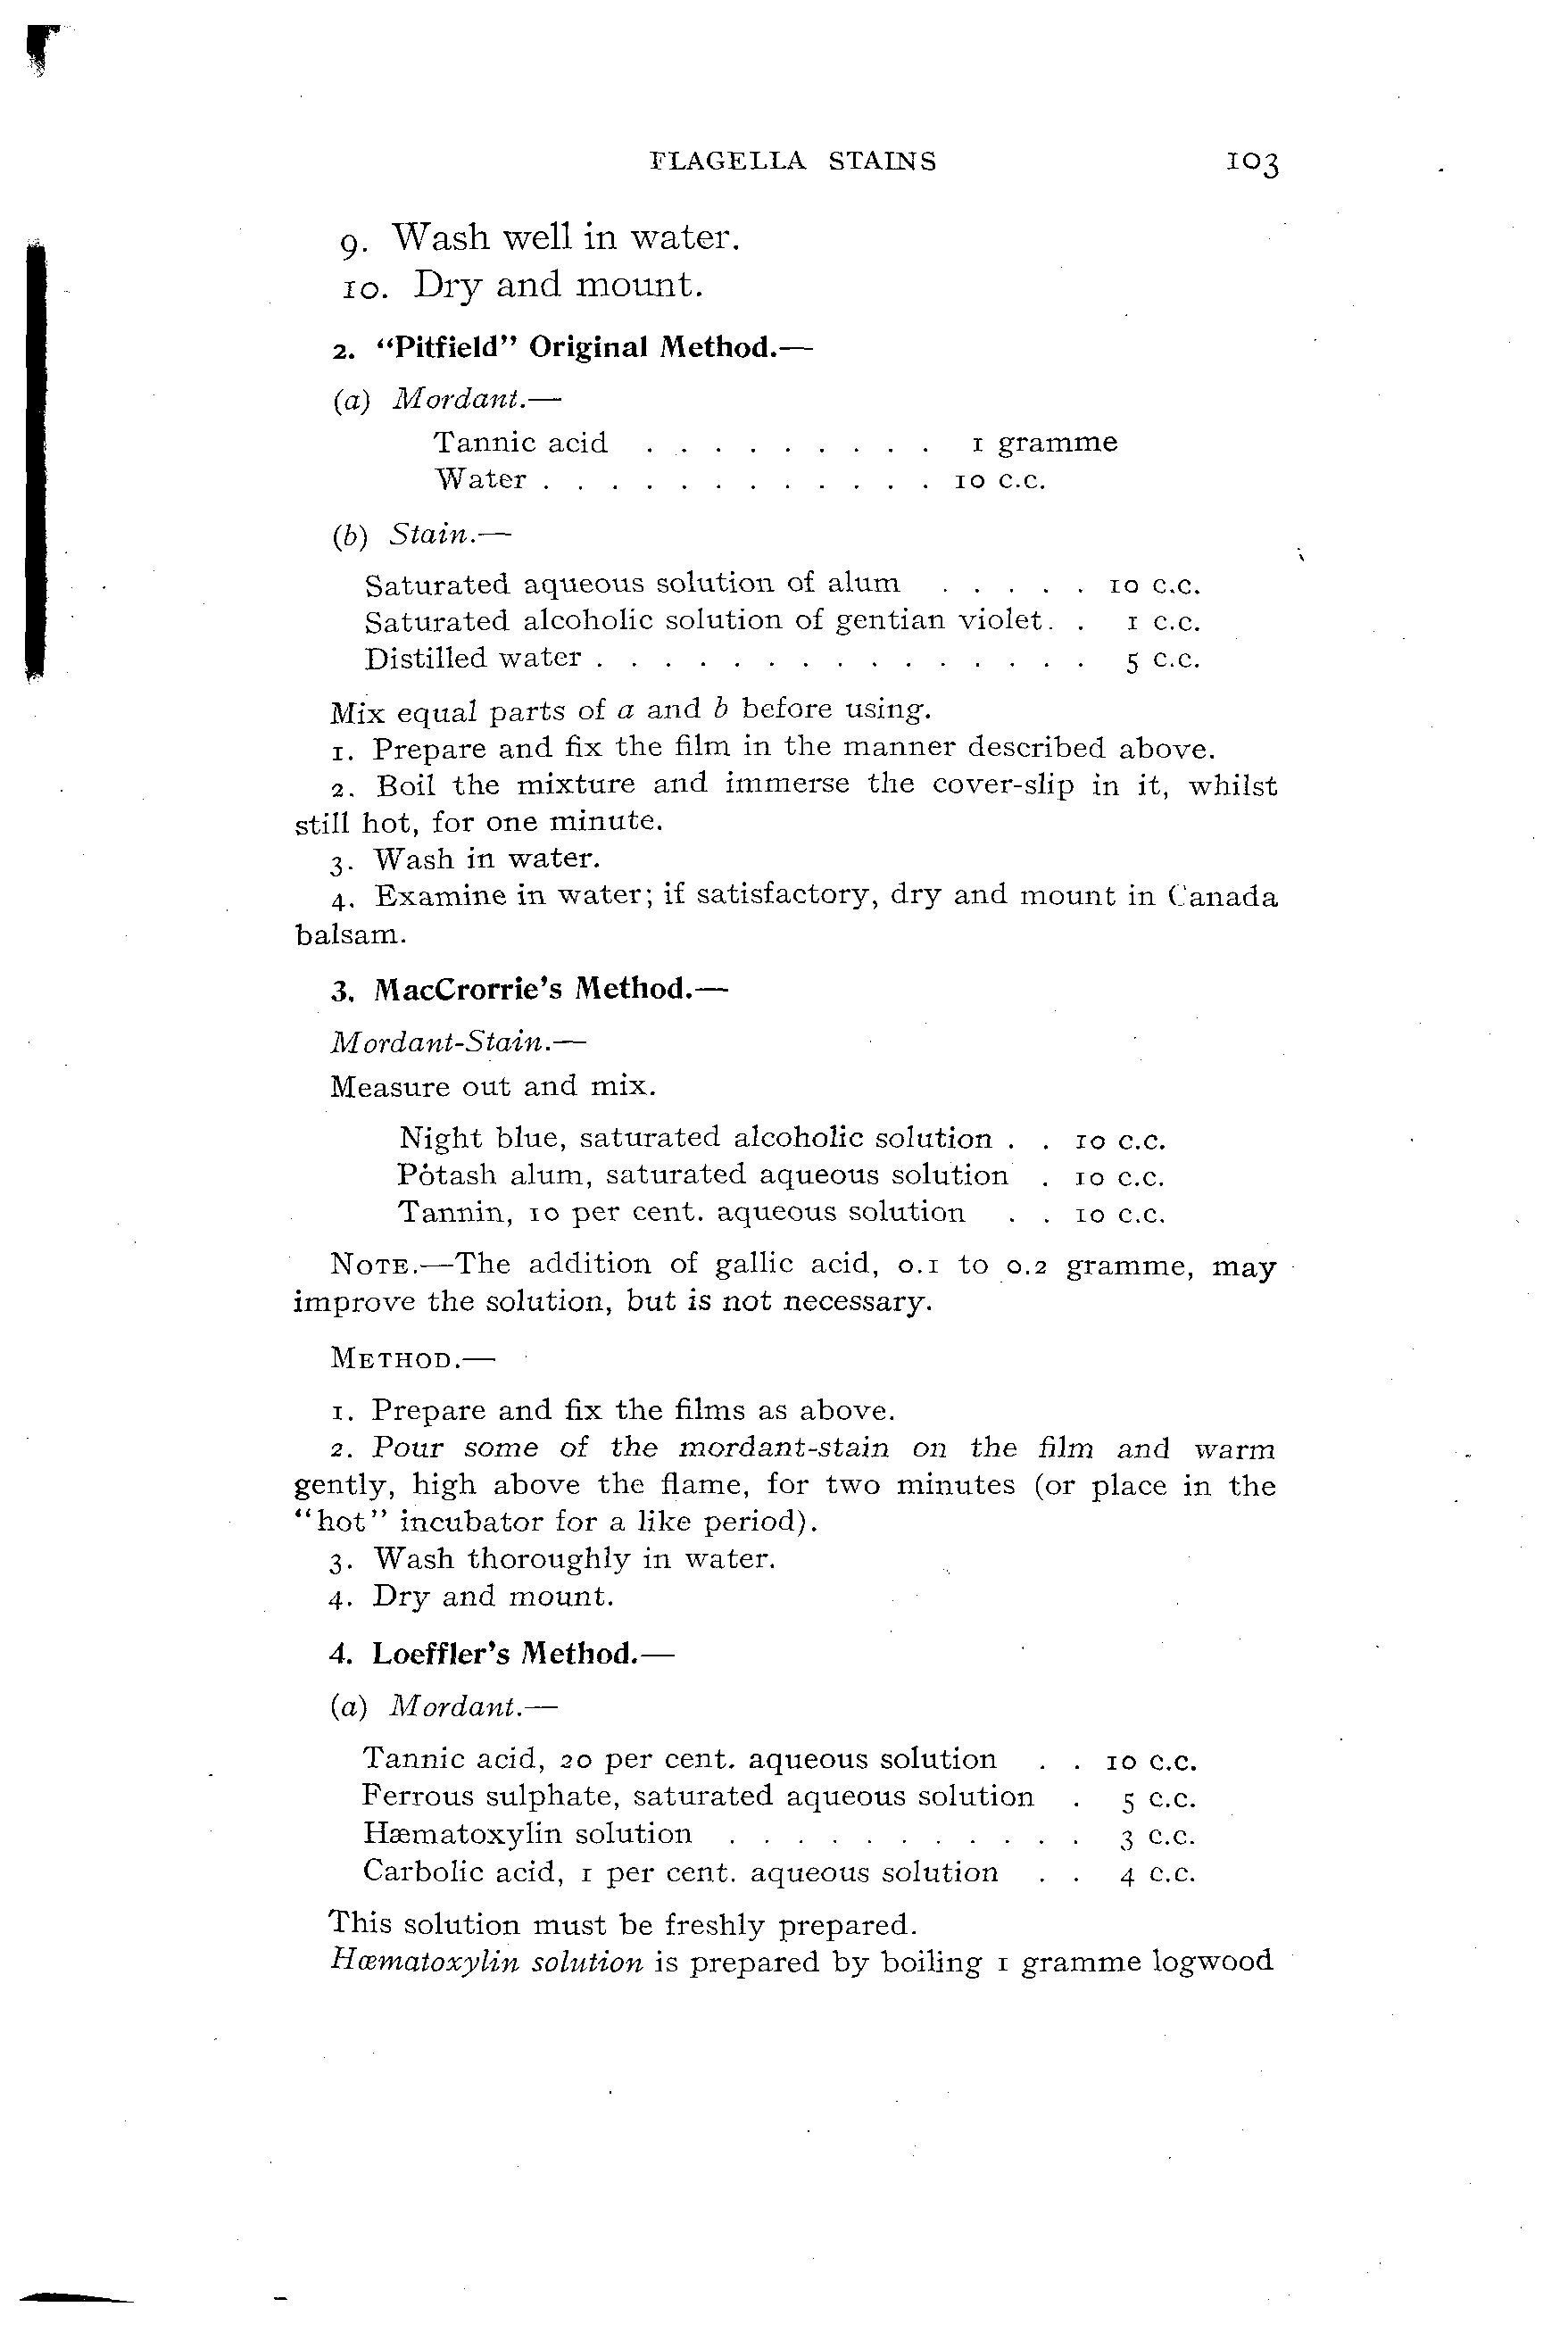 FLAGELLA STAINS 103
9. Wash well in water.
10. Dry and mount.
2. “Pitfield” Original Method.—
(a) Mordant.—
Tannic acid . . . . . . . . . 1 gramme
Water . . . . . . . . . . . . 10 c.c.
(b) Stain.—
Saturated aqueous solution of alum . . . . . 10 c.c.
Saturated alcoholic solution of gentian violet. . 1 c.c.
Distilled water . . . . . . . . . . . . . . . 5 c.c.
Mix equal parts of a and b before using.
1. Prepare and fix the film in the manner described above.
2. Boil the mixture and immerse the cover-slip in it, whilst
still hot, for one minute.
3. Wash in water.
4. Examine in water; if satisfactory, dry and mount in Canada
balsam.
3. MacCrorrie’s Method.—
Mordant-Stain.—
Measure out and mix.
Night blue, saturated alcoholic solution . . 10 c.c.
Potash alum, saturated aqueous solution . 10 c.c.
Tannin, 10 per cent. aqueous solution . . 10 c.c.
NOTE.—The addition of gallic acid, 0.1 to 0.2 gramme, may
improve the solution, but is not necessary.
METHOD.—
1. Prepare and fix the films as above.
2. Pour some of the mordant-stain on the film and warm
gently, high above the flame, for two minutes (or place in the
“hot” incubator for a like period).
3. Wash thoroughly in water.
4. Dry and mount.
4. Loeffler’s Method.—
(a) Mordant.—
Tannic acid, 20 per cent. aqueous solution . . 10 c.c.
Ferrous sulphate, saturated aqueous solution . 5 c.c.
Hæmatoxylin solution . . . . . . . . . . . 3 c.c.
Carbolic acid, 1 per cent. aqueous solution . . 4 c.c.
This solution must be freshly prepared.
Hæmatoxylin solution is prepared by boiling 1 gramme logwood